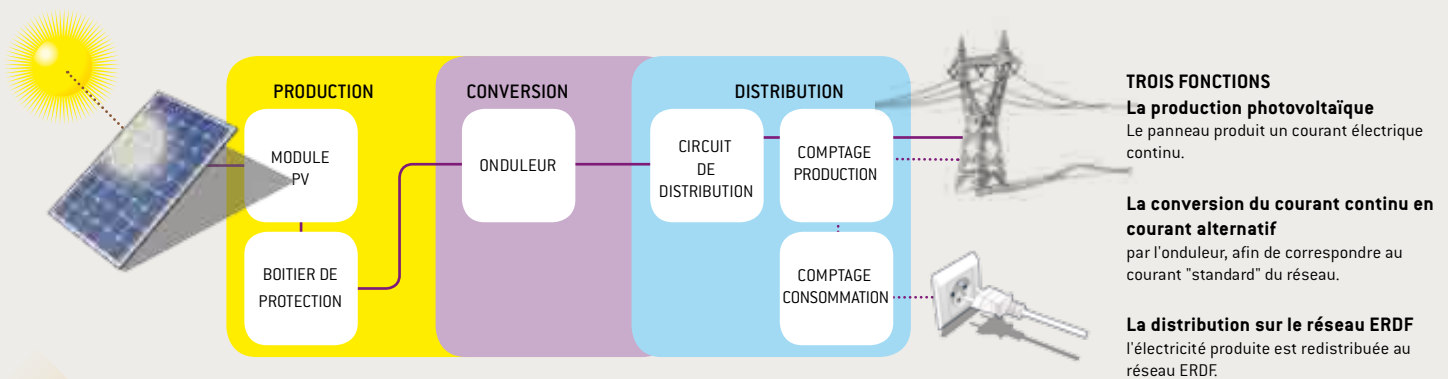 PRODUCTION
MODULE
PV
BOITIER DE
PROTECTION
CONVERSION
ONDULEUR
DISTRIBUTION
CIRCUIT
DE
DISTRIBUTION
COMPTAGE
PRODUCTION
COMPTAGE
CONSOMMATION
TROIS FONCTIONS
La production photovoltaïque
Le panneau produit un courant électrique
continu.
La conversion du courant continu en
courant alternatif
par l'onduleur, afin de correspondre au
courant "standard" du réseau.
La distribution sur le réseau ERDF
l'électricité produite est redistribuée au
réseau ERDF.